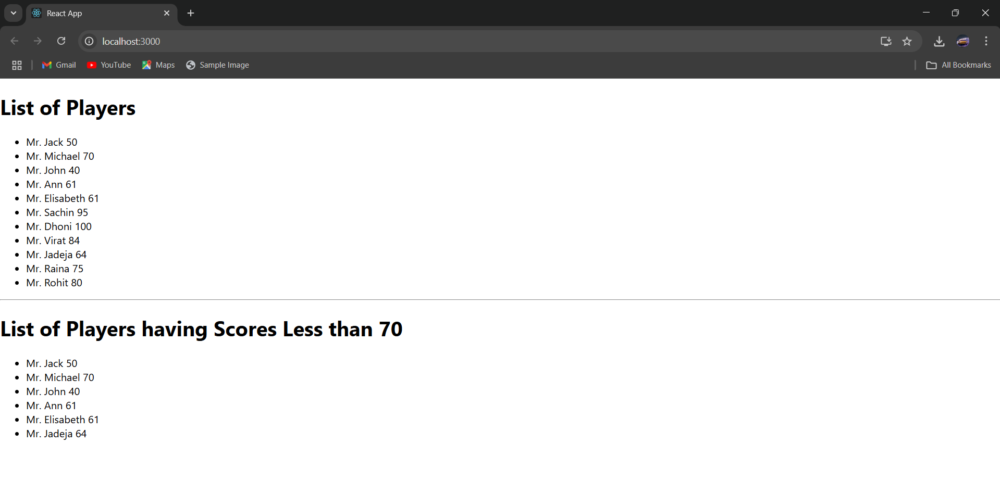 React App
localhost:3000
Gmail YouTube Maps Sample Image All Bookmarks
List of Players
• Mr. Jack 50
• Mr. Michael 70
• Mr. John 40
• Mr. Ann 61
• Mr. Elisabeth 61
• Mr. Sachin 95
• Mr. Dhoni 100
• Mr. Virat 84
• Mr. Jadeja 64
• Mr. Raina 75
• Mr. Rohit 80
List of Players having Scores Less than 70
• Mr. Jack 50
• Mr. Michael 70
• Mr. John 40
• Mr. Ann 61
• Mr. Elisabeth 61
• Mr. Jadeja 64